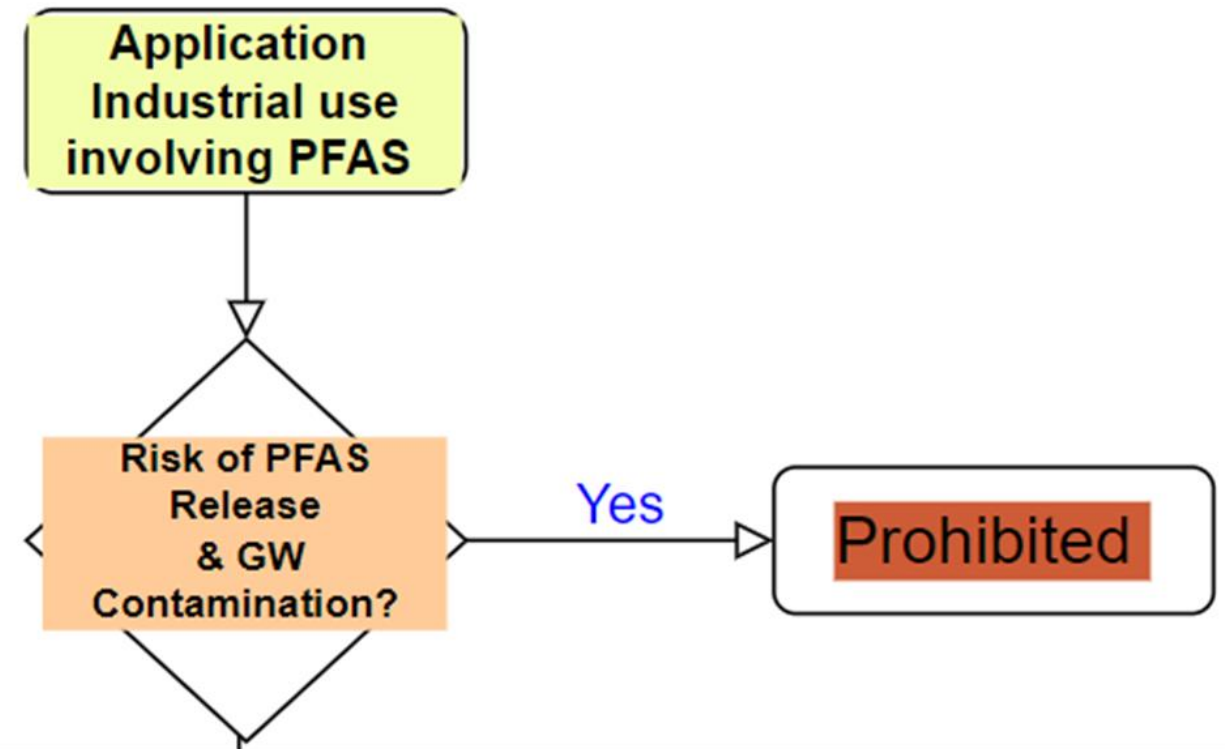 Application
Industrial use
involving PFAS
Risk of PFAS
Release
& GW
Contamination?
Yes
Prohibited